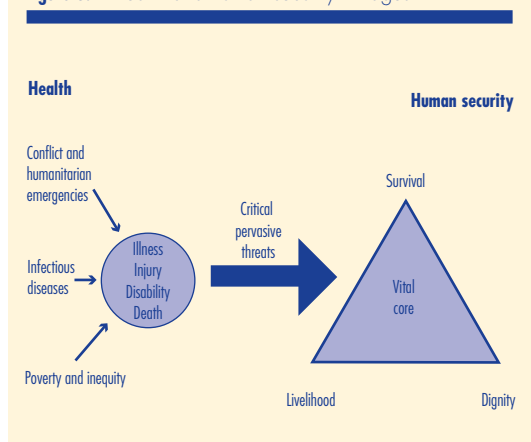 Health
Human security
Conflict and
humanitarian
emergencies
Infectious
diseases
Poverty and inequity
Illness
Injury
Disability
Death
Critical
pervasive
threats
Survival
Vital
core
Livelihood
Dignity